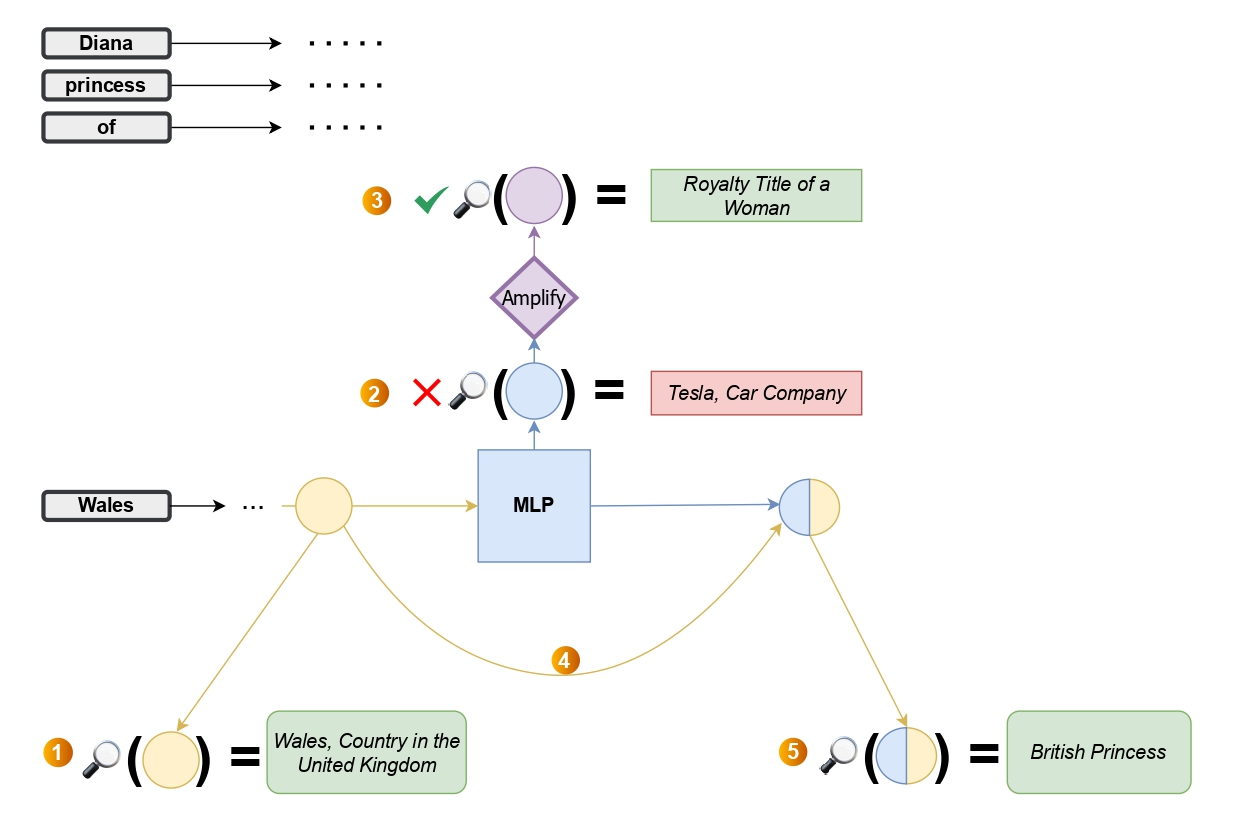 Diana
princess
of
3
( ) =
Royalty Title of a
Woman
Amplify
2
( ) =
Tesla, Car Company
Wales
...
MLP
4
1
( ) =
Wales, Country in the
United Kingdom
5
( ) =
British Princess